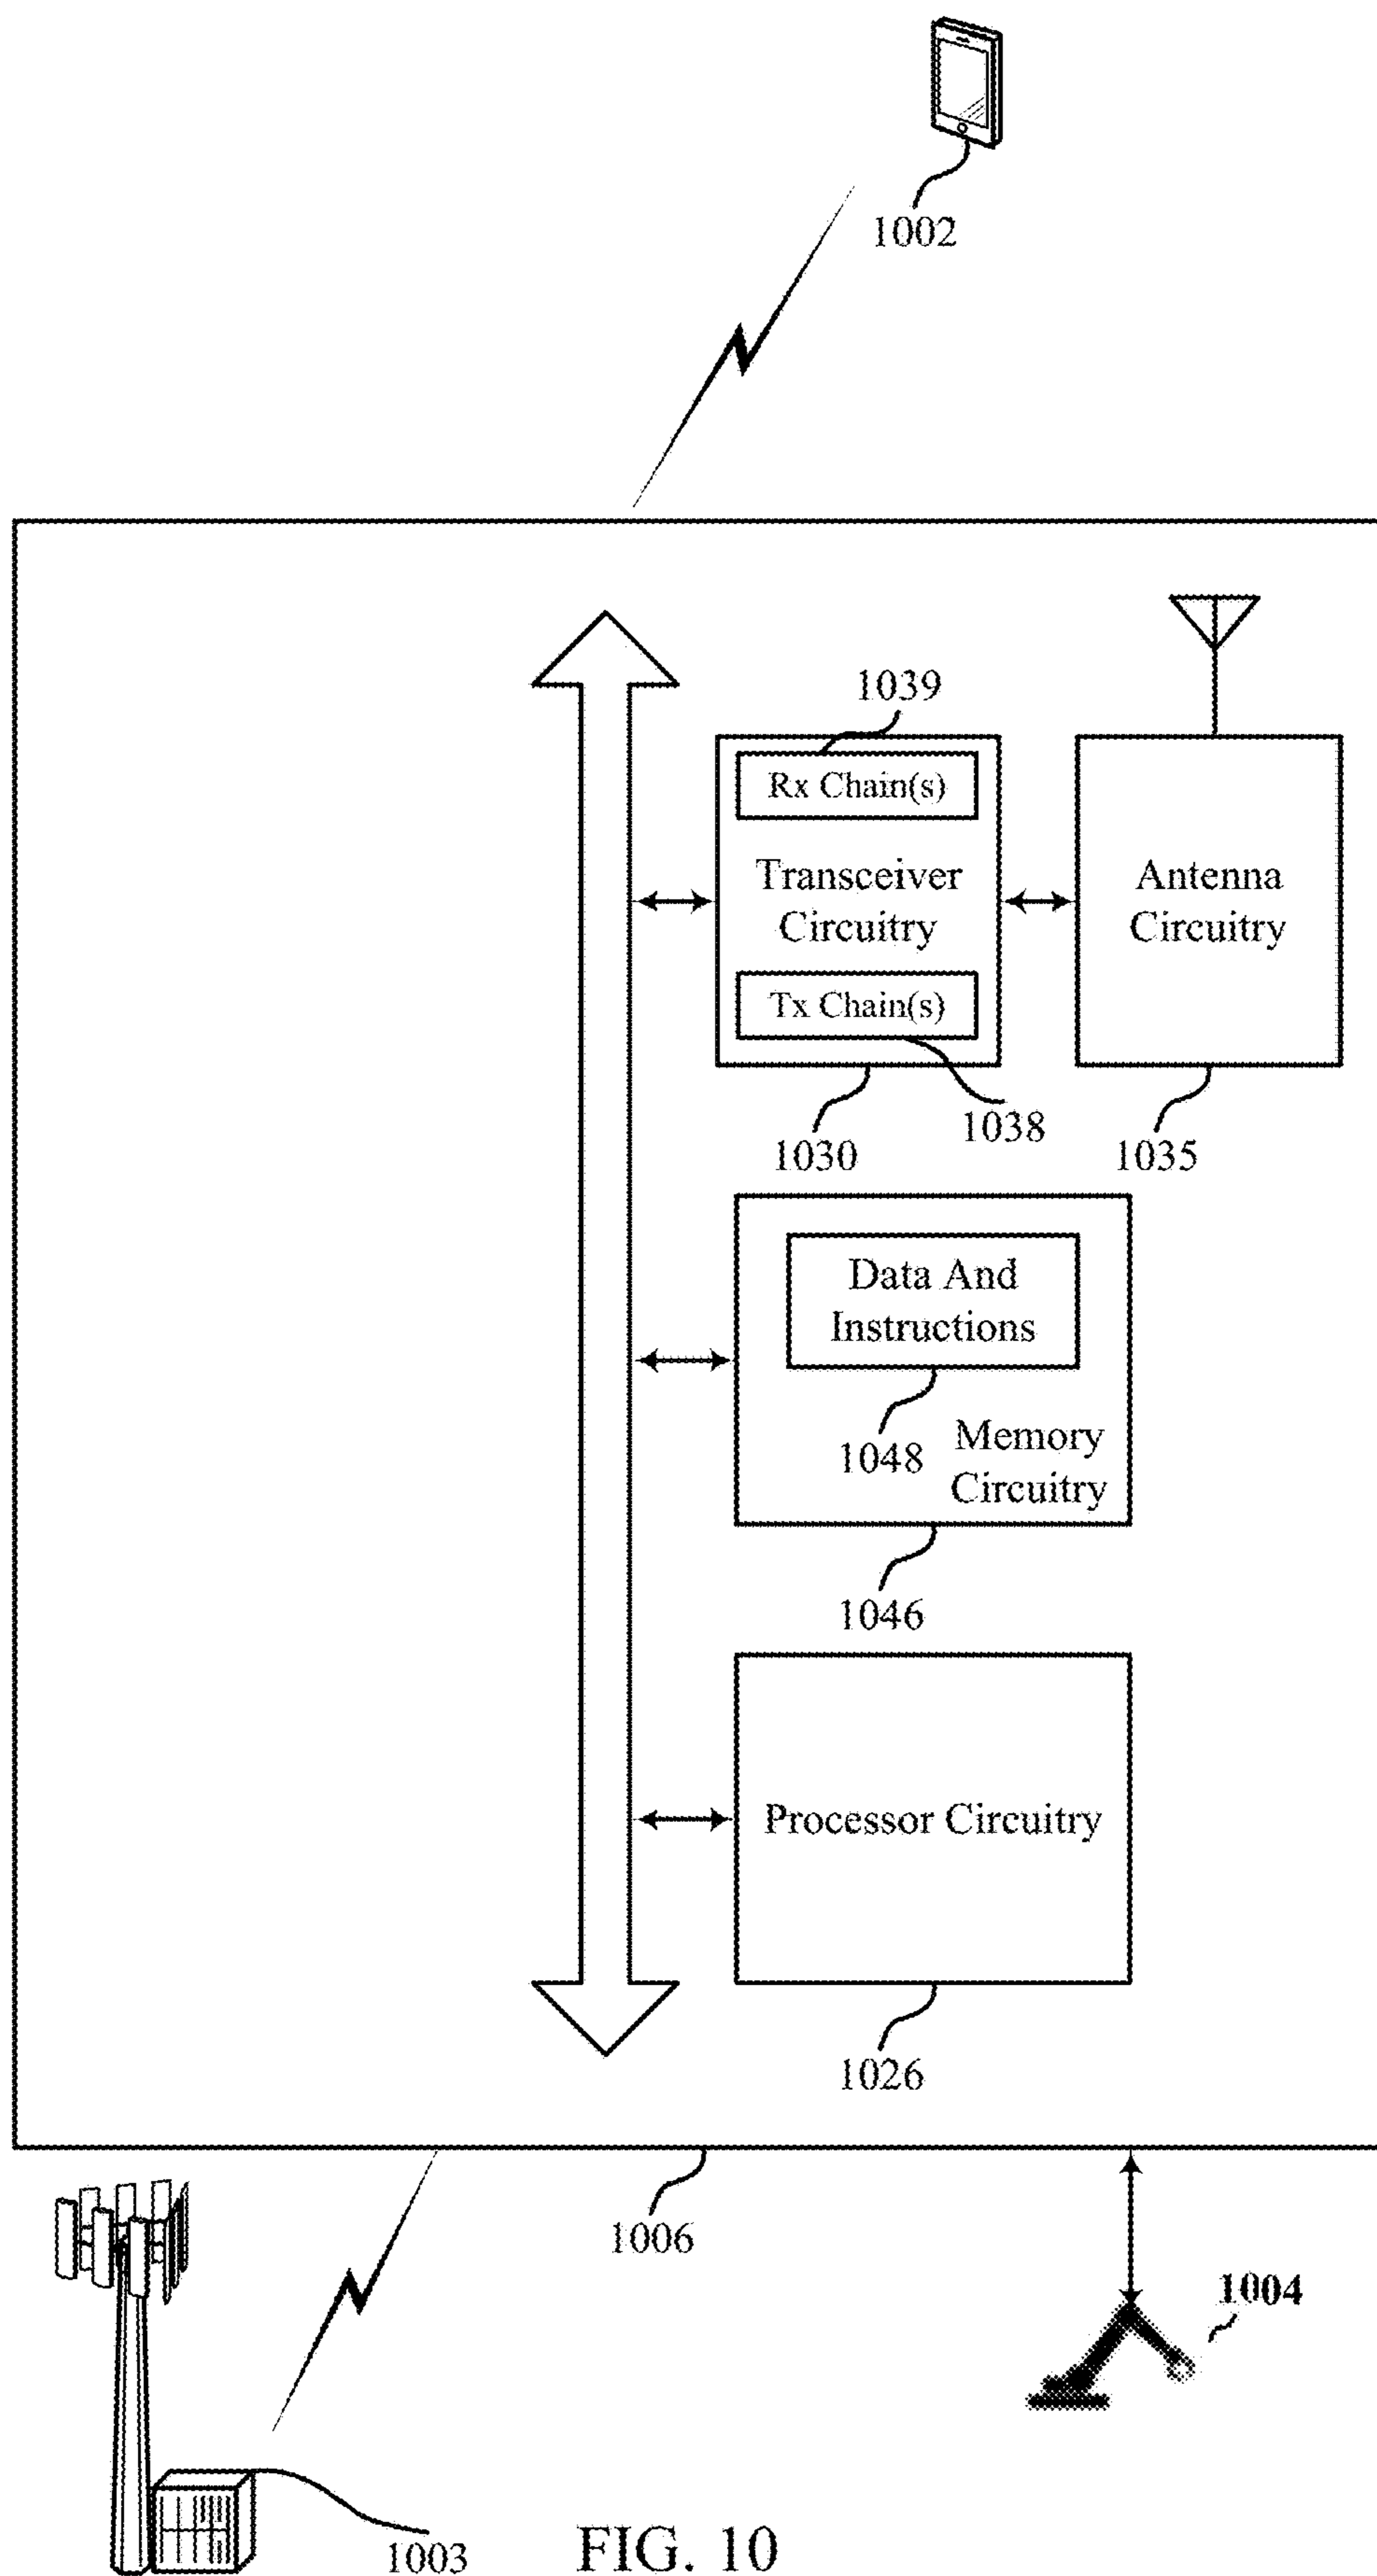 1002
1039
Rx Chain(s)
Transceiver
Circuitry
Antenna
Circuitry
Tx Chain(s)
1038
1030
1035
Data And
Instructions
1048
Memory
Circuitry
1046
Processor Circuitry
1026
1006
1004
1003
FIG. 10